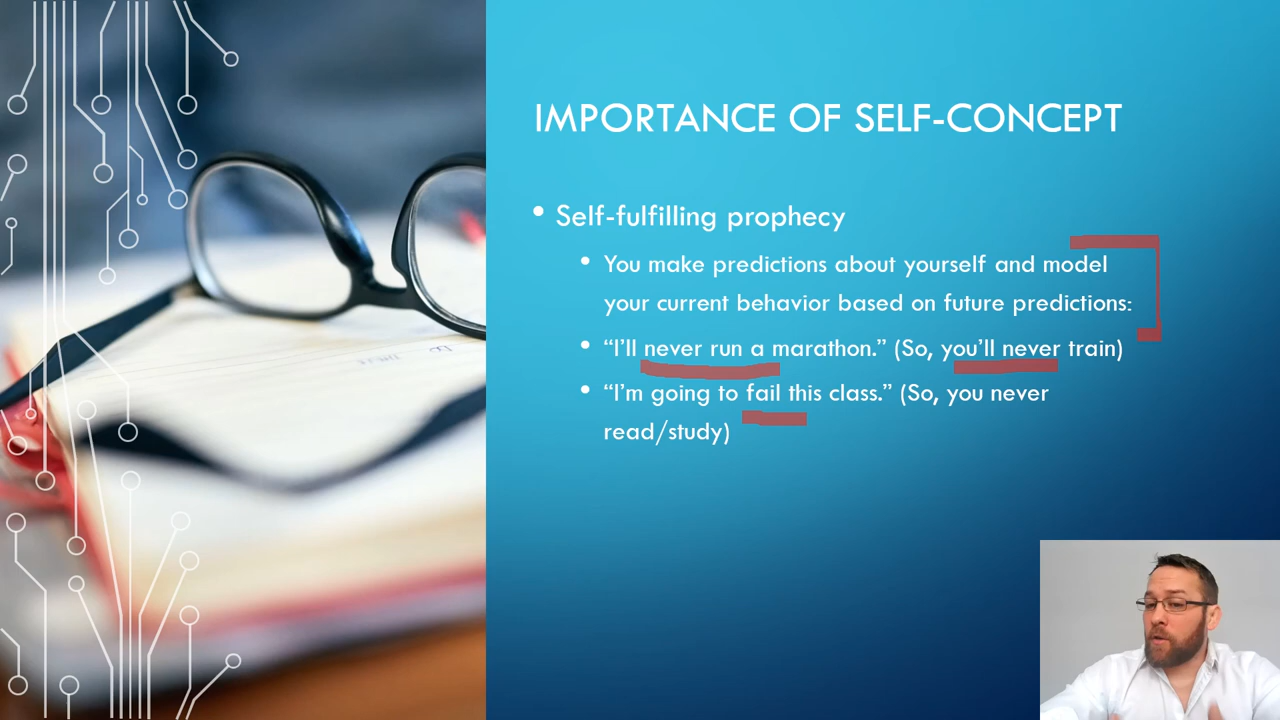 IMPORTANCE OF SELF-CONCEPT
• Self-fulfilling prophecy
• You make predictions about yourself and model
your current behavior based on future predictions:
• “I’ll never run a marathon.” (So, you’ll never train)
• “I’m going to fail this class.” (So, you never
read/study)